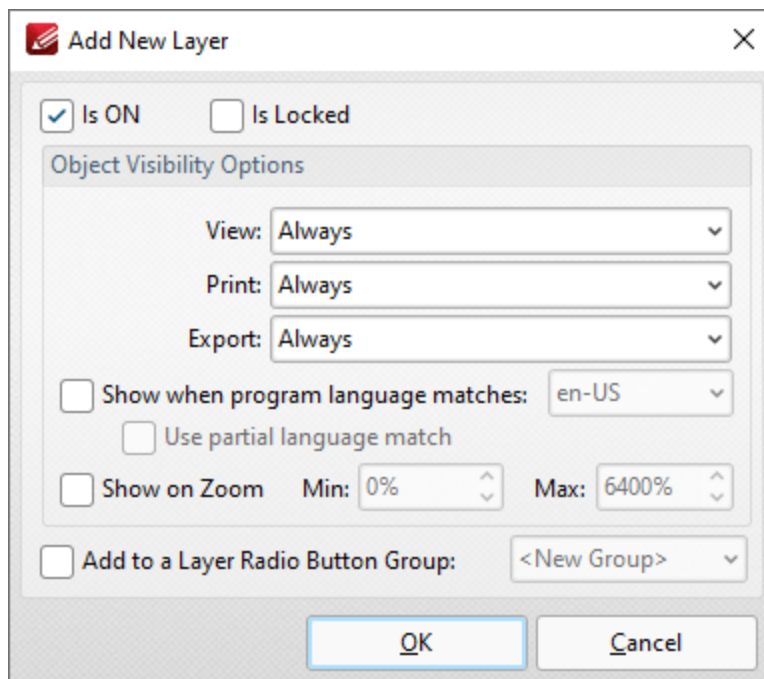 Add New Layer
Is ON Is Locked
Object Visibility Options
View: Always
Print: Always
Export: Always
Show when program language matches: en-US
Use partial language match
Show on Zoom Min: 0% Max: 6400%
Add to a Layer Radio Button Group: <New Group>
OK Cancel